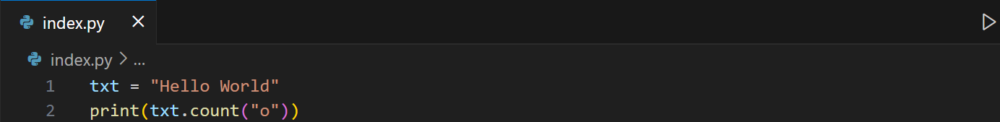 index.py
index.py > ...
1 txt = "Hello World"
2 print(txt.count("o"))